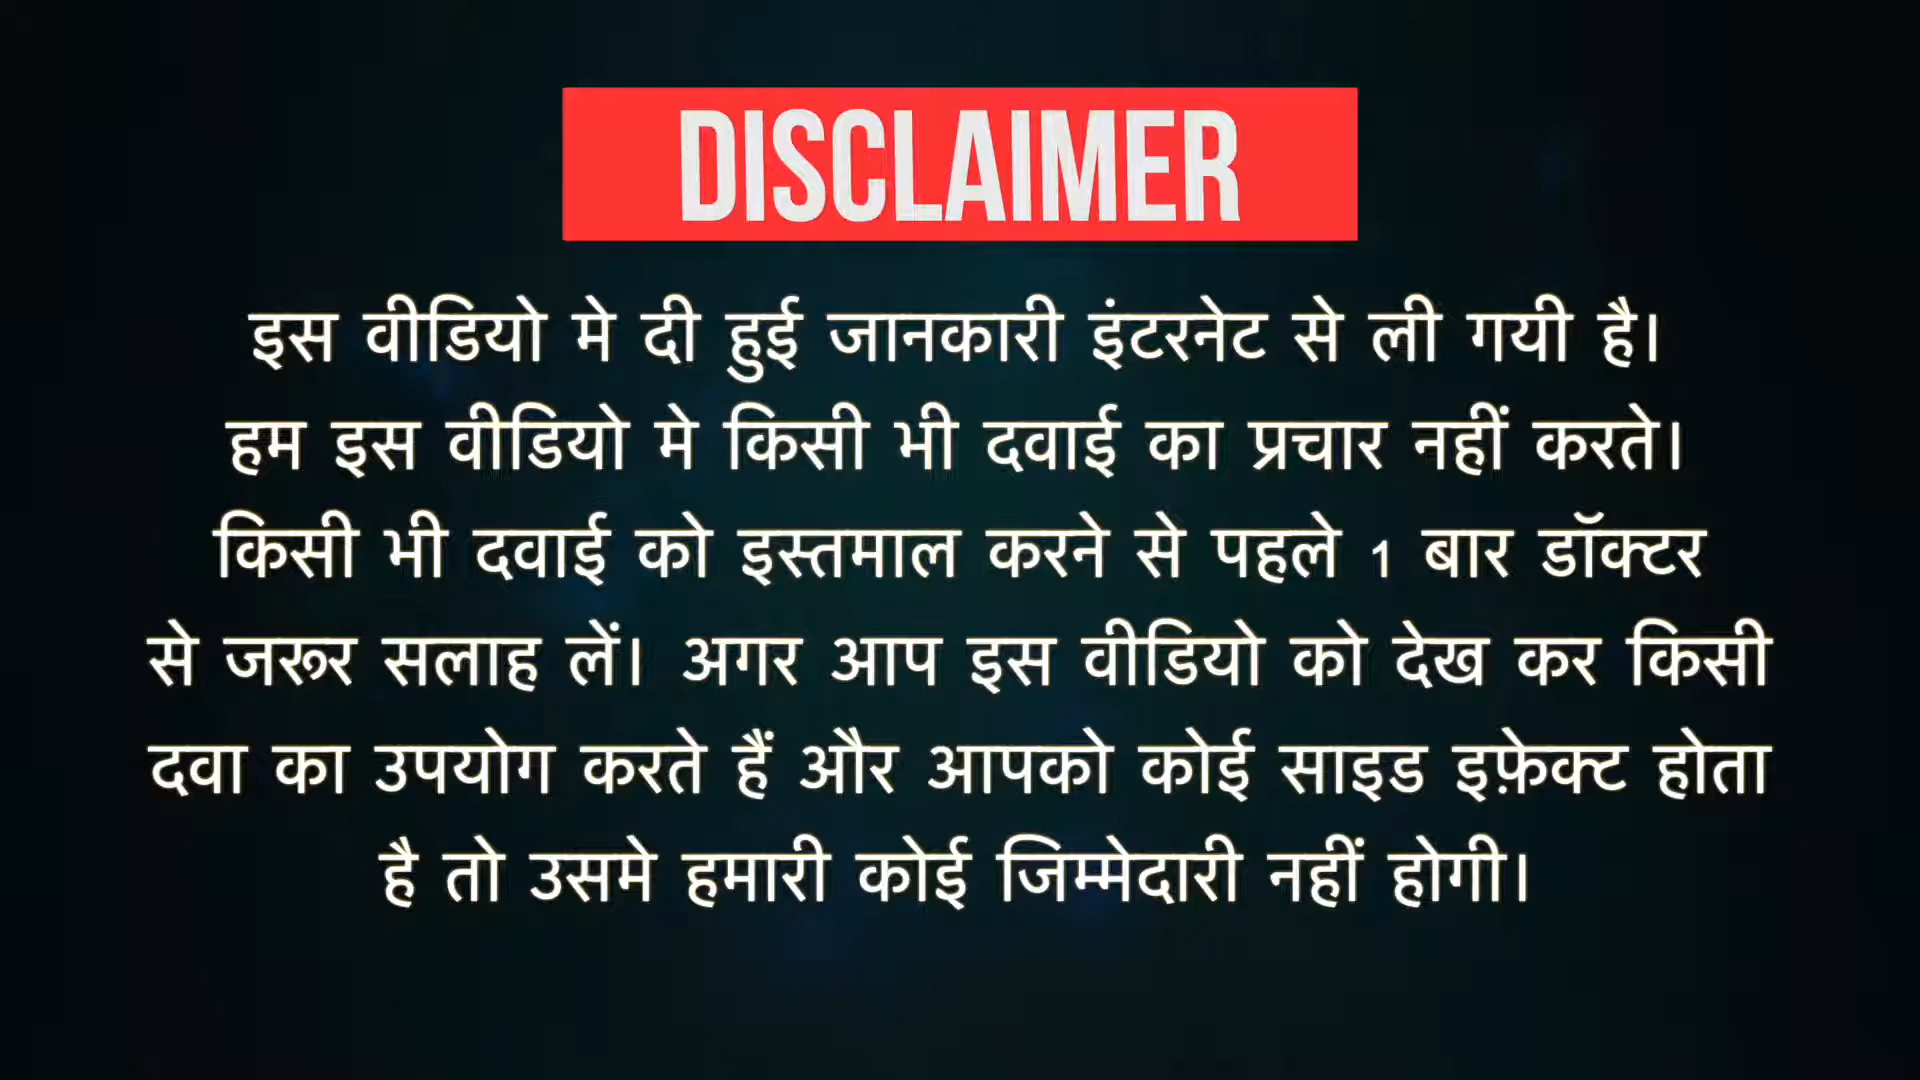 DISCLAIMER
इस वीडियो मे दी हुई जानकारी इंटरनेट से ली गयी है।
हम इस वीडियो मे किसी भी दवाई का प्रचार नहीं करते।
किसी भी दवाई को इस्तमाल करने से पहले 1 बार डॉक्टर
से जरूर सलाह लें। अगर आप इस वीडियो को देख कर किसी
दवा का उपयोग करते हैं और आपको कोई साइड इफ़ेक्ट होता
है तो उसमे हमारी कोई जिम्मेदारी नहीं होगी।